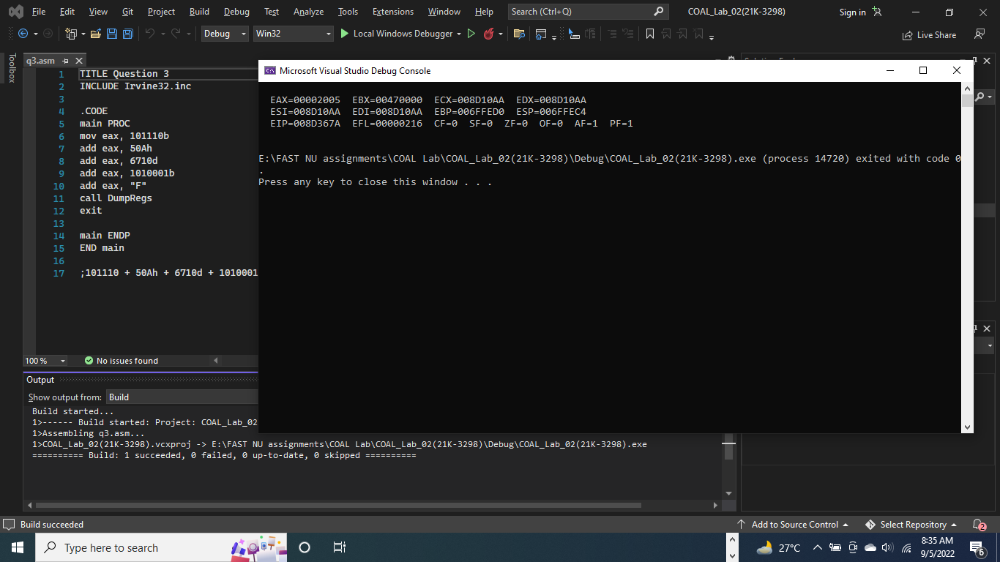 File Edit View Git Project Build Debug Test Analyze Tools Extensions Window Help Search (Ctrl+Q) COAL_Lab_02(21K-3298) Sign in
Debug Win32 Local Windows Debugger Live Share
Toolbox
q3.asm
1 TITLE Question 3
2 INCLUDE Irvine32.inc
3
4 .CODE
5 main PROC
6 mov eax, 101110b
7 add eax, 50Ah
8 add eax, 6710d
9 add eax, 1010001b
10 add eax, "F"
11 call DumpRegs
12 exit
13
14 main ENDP
15 END main
16
17 ;101110 + 50Ah + 6710d + 1010001
100 % No issues found
Microsoft Visual Studio Debug Console
EAX=00002005 EBX=00470000 ECX=008D10AA EDX=008D10AA
ESI=008D10AA EDI=008D10AA EBP=006FFED0 ESP=006FFEC4
EIP=008D367A EFL=00000216 CF=0 SF=0 ZF=0 OF=0 AF=1 PF=1
E:\FAST NU assignments\COAL Lab\COAL_Lab_02(21K-3298)\Debug\COAL_Lab_02(21K-3298).exe (process 14720) exited with code 0
.
Press any key to close this window . . .
Output
Show output from: Build
Build started...
1>------ Build started: Project: COAL_Lab_02
1>Assembling q3.asm...
1>COAL_Lab_02(21K-3298).vcxproj -> E:\FAST NU assignments\COAL Lab\COAL_Lab_02(21K-3298)\Debug\COAL_Lab_02(21K-3298).exe
========== Build: 1 succeeded, 0 failed, 0 up-to-date, 0 skipped ==========
Build succeeded Add to Source Control Select Repository 2
Type here to search 27°C 8:35 AM
9/5/2022 6